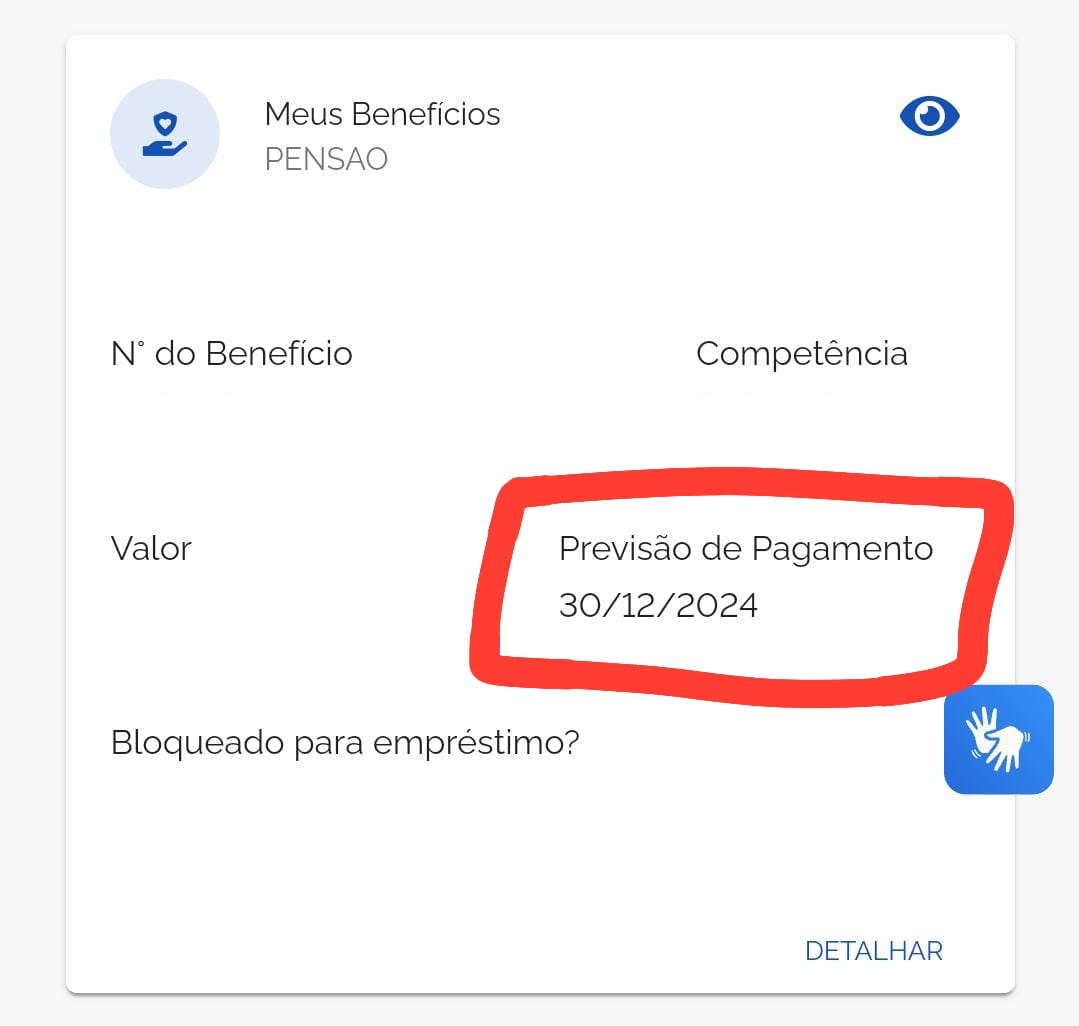 Meus Benefícios
PENSAO
N° do Benefício
Competência
Valor
Previsão de Pagamento
30/12/2024
Bloqueado para empréstimo?
DETALHAR